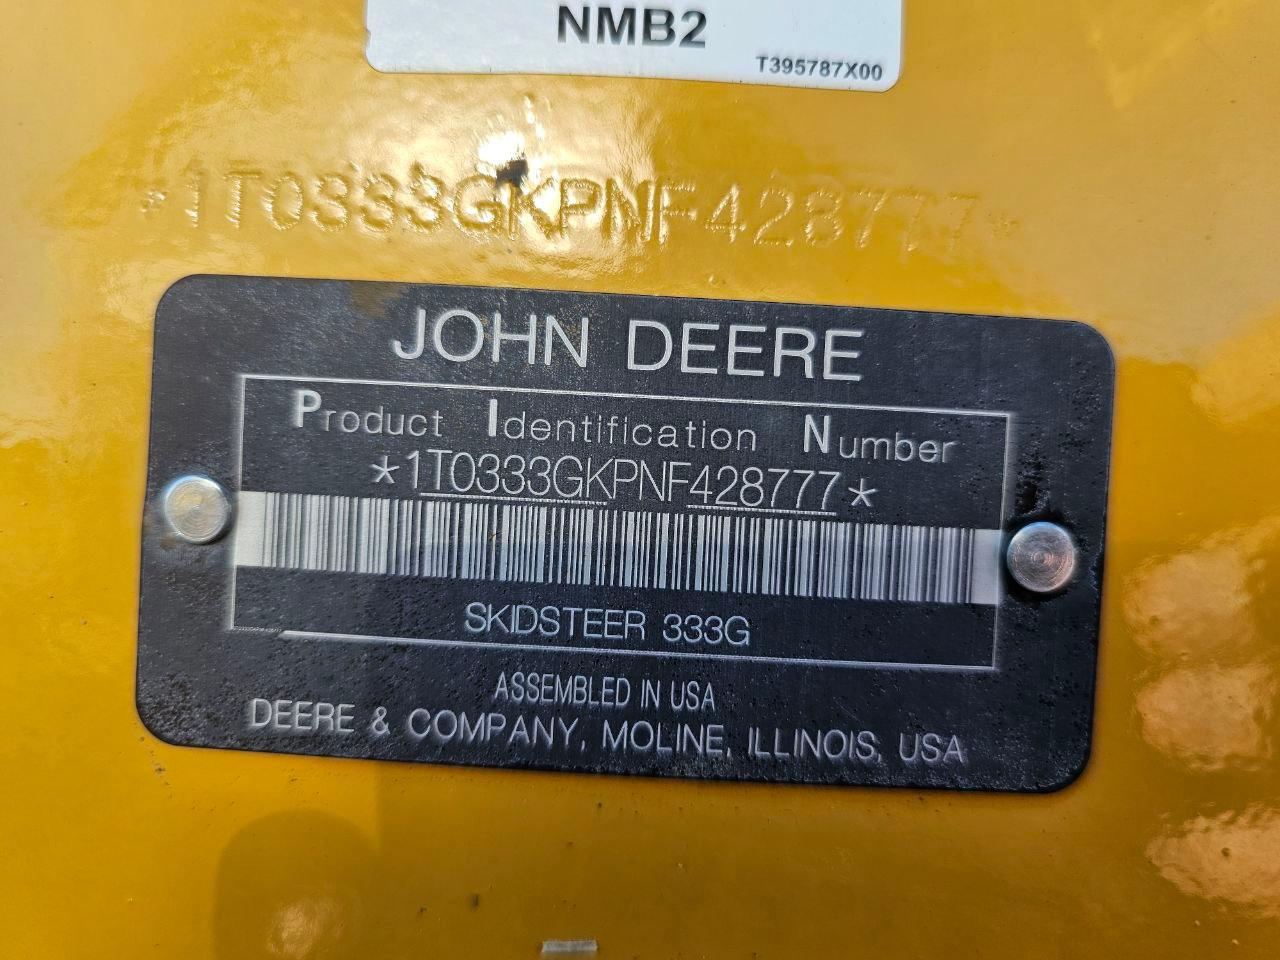 NMB2
T395787X00
*1T0333GKPNF428777*
JOHN DEERE
Product Identification Number
*1T0333GKPNF428777*
SKIDSTEER 333G
ASSEMBLED IN USA
DEERE & COMPANY, MOLINE, ILLINOIS, USA